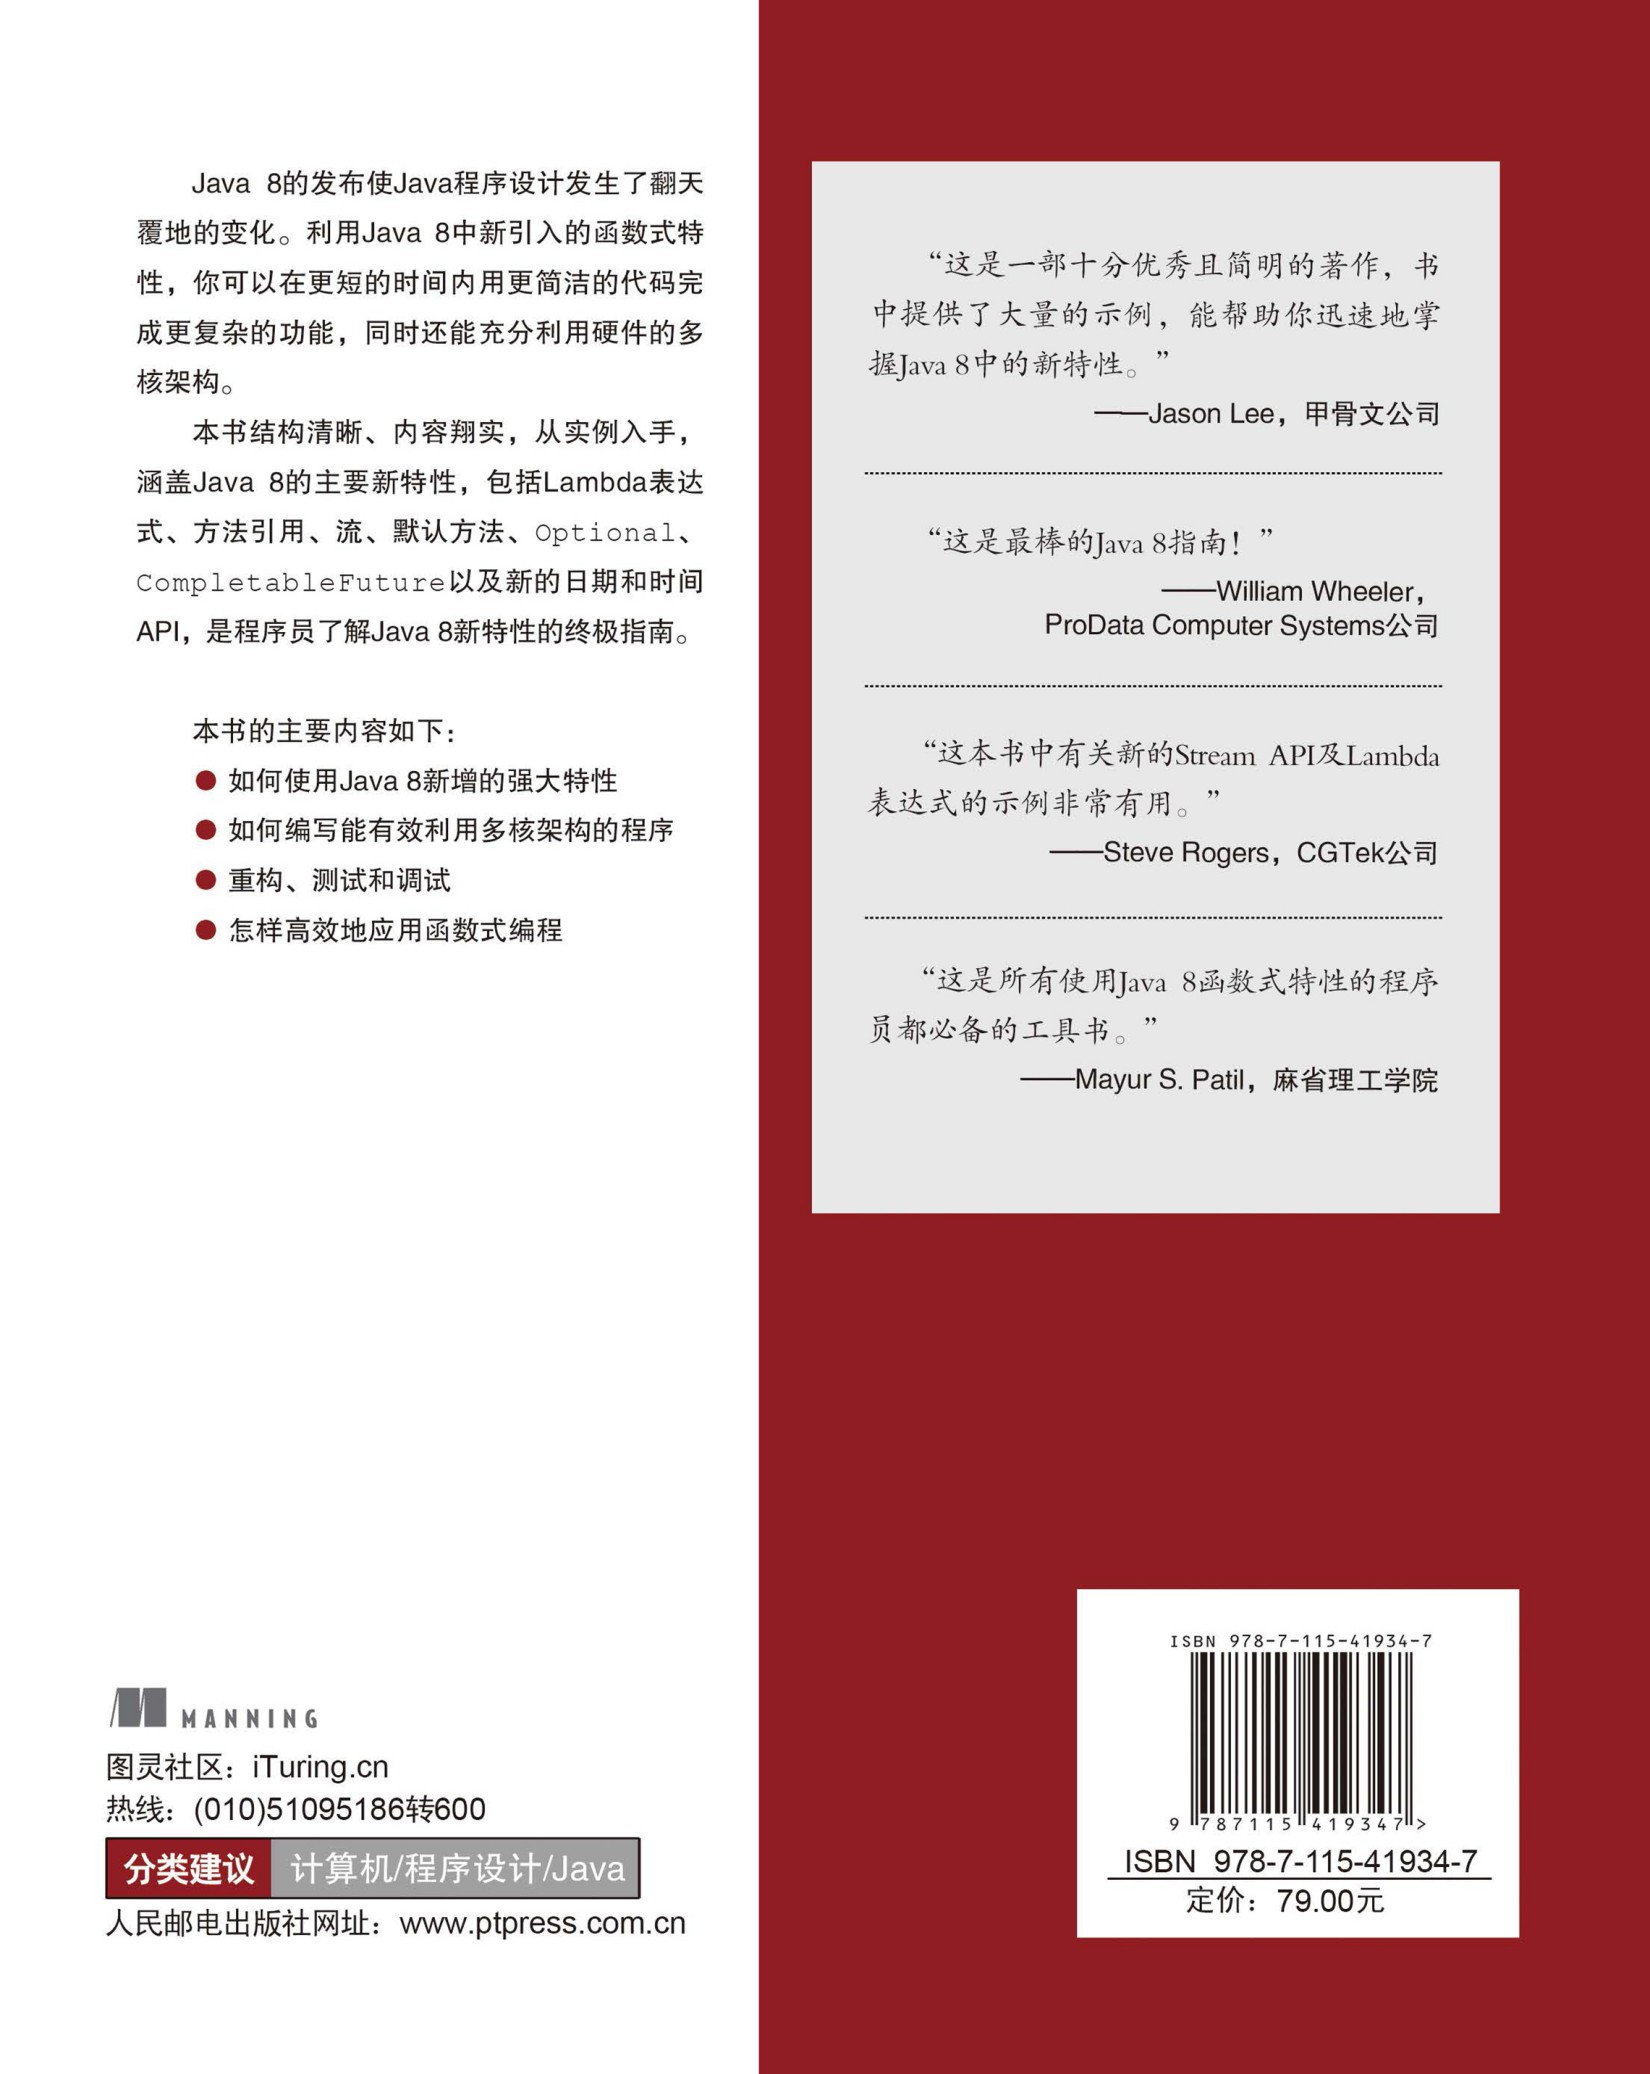 Java 8的发布使Java程序设计发生了翻天
覆地的变化。利用Java 8中新引入的函数式特
性，你可以在更短的时间内用更简洁的代码完
成更复杂的功能，同时还能充分利用硬件的多
核架构。
本书结构清晰、内容翔实，从实例入手，
涵盖Java 8的主要新特性，包括Lambda表达
式、方法引用、流、默认方法、Optional、
CompletableFuture以及新的日期和时间
API，是程序员了解Java 8新特性的终极指南。
本书的主要内容如下：
● 如何使用Java 8新增的强大特性
● 如何编写能有效利用多核架构的程序
● 重构、测试和调试
● 怎样高效地应用函数式编程
MANNING
图灵社区：iTuring.cn
热线：(010)51095186转600
分类建议 计算机/程序设计/Java
人民邮电出版社网址：www.ptpress.com.cn
“这是一部十分优秀且简明的著作，书
中提供了大量的示例，能帮助你迅速地掌
握Java 8中的新特性。”
——Jason Lee，甲骨文公司
“这是最棒的Java 8指南！”
——William Wheeler，
ProData Computer Systems公司
“这本书中有关新的Stream API及Lambda
表达式的示例非常有用。”
——Steve Rogers，CGTek公司
“这是所有使用Java 8函数式特性的程序
员都必备的工具书。”
——Mayur S. Patil，麻省理工学院
ISBN 978-7-115-41934-7
9 787115 419347 >
ISBN 978-7-115-41934-7
定价：79.00元